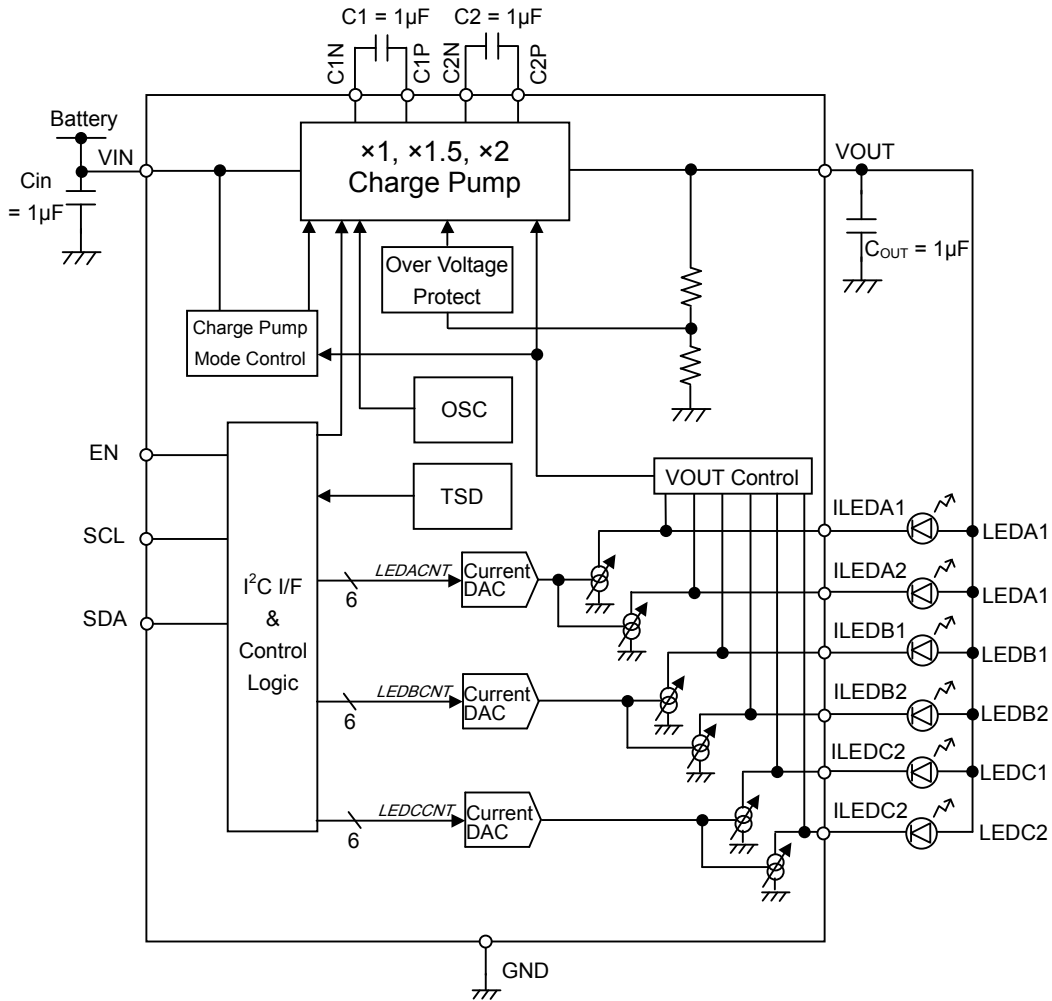 C1 = 1µF
C2 = 1µF
C1N
C1P
C2N
C2P
Battery
VIN
Cin
= 1µF
×1, ×1.5, ×2
Charge Pump
VOUT
COUT = 1µF
Over Voltage
Protect
Charge Pump
Mode Control
OSC
EN
TSD
VOUT Control
SCL
SDA
I²C I/F
&
Control
Logic
LEDACNT
6
Current
DAC
LEDBCNT
6
Current
DAC
LEDCCNT
6
Current
DAC
ILEDA1
LEDA1
ILEDA2
LEDA1
ILEDB1
LEDB1
ILEDB2
LEDB2
ILEDC2
LEDC1
ILEDC2
LEDC2
GND